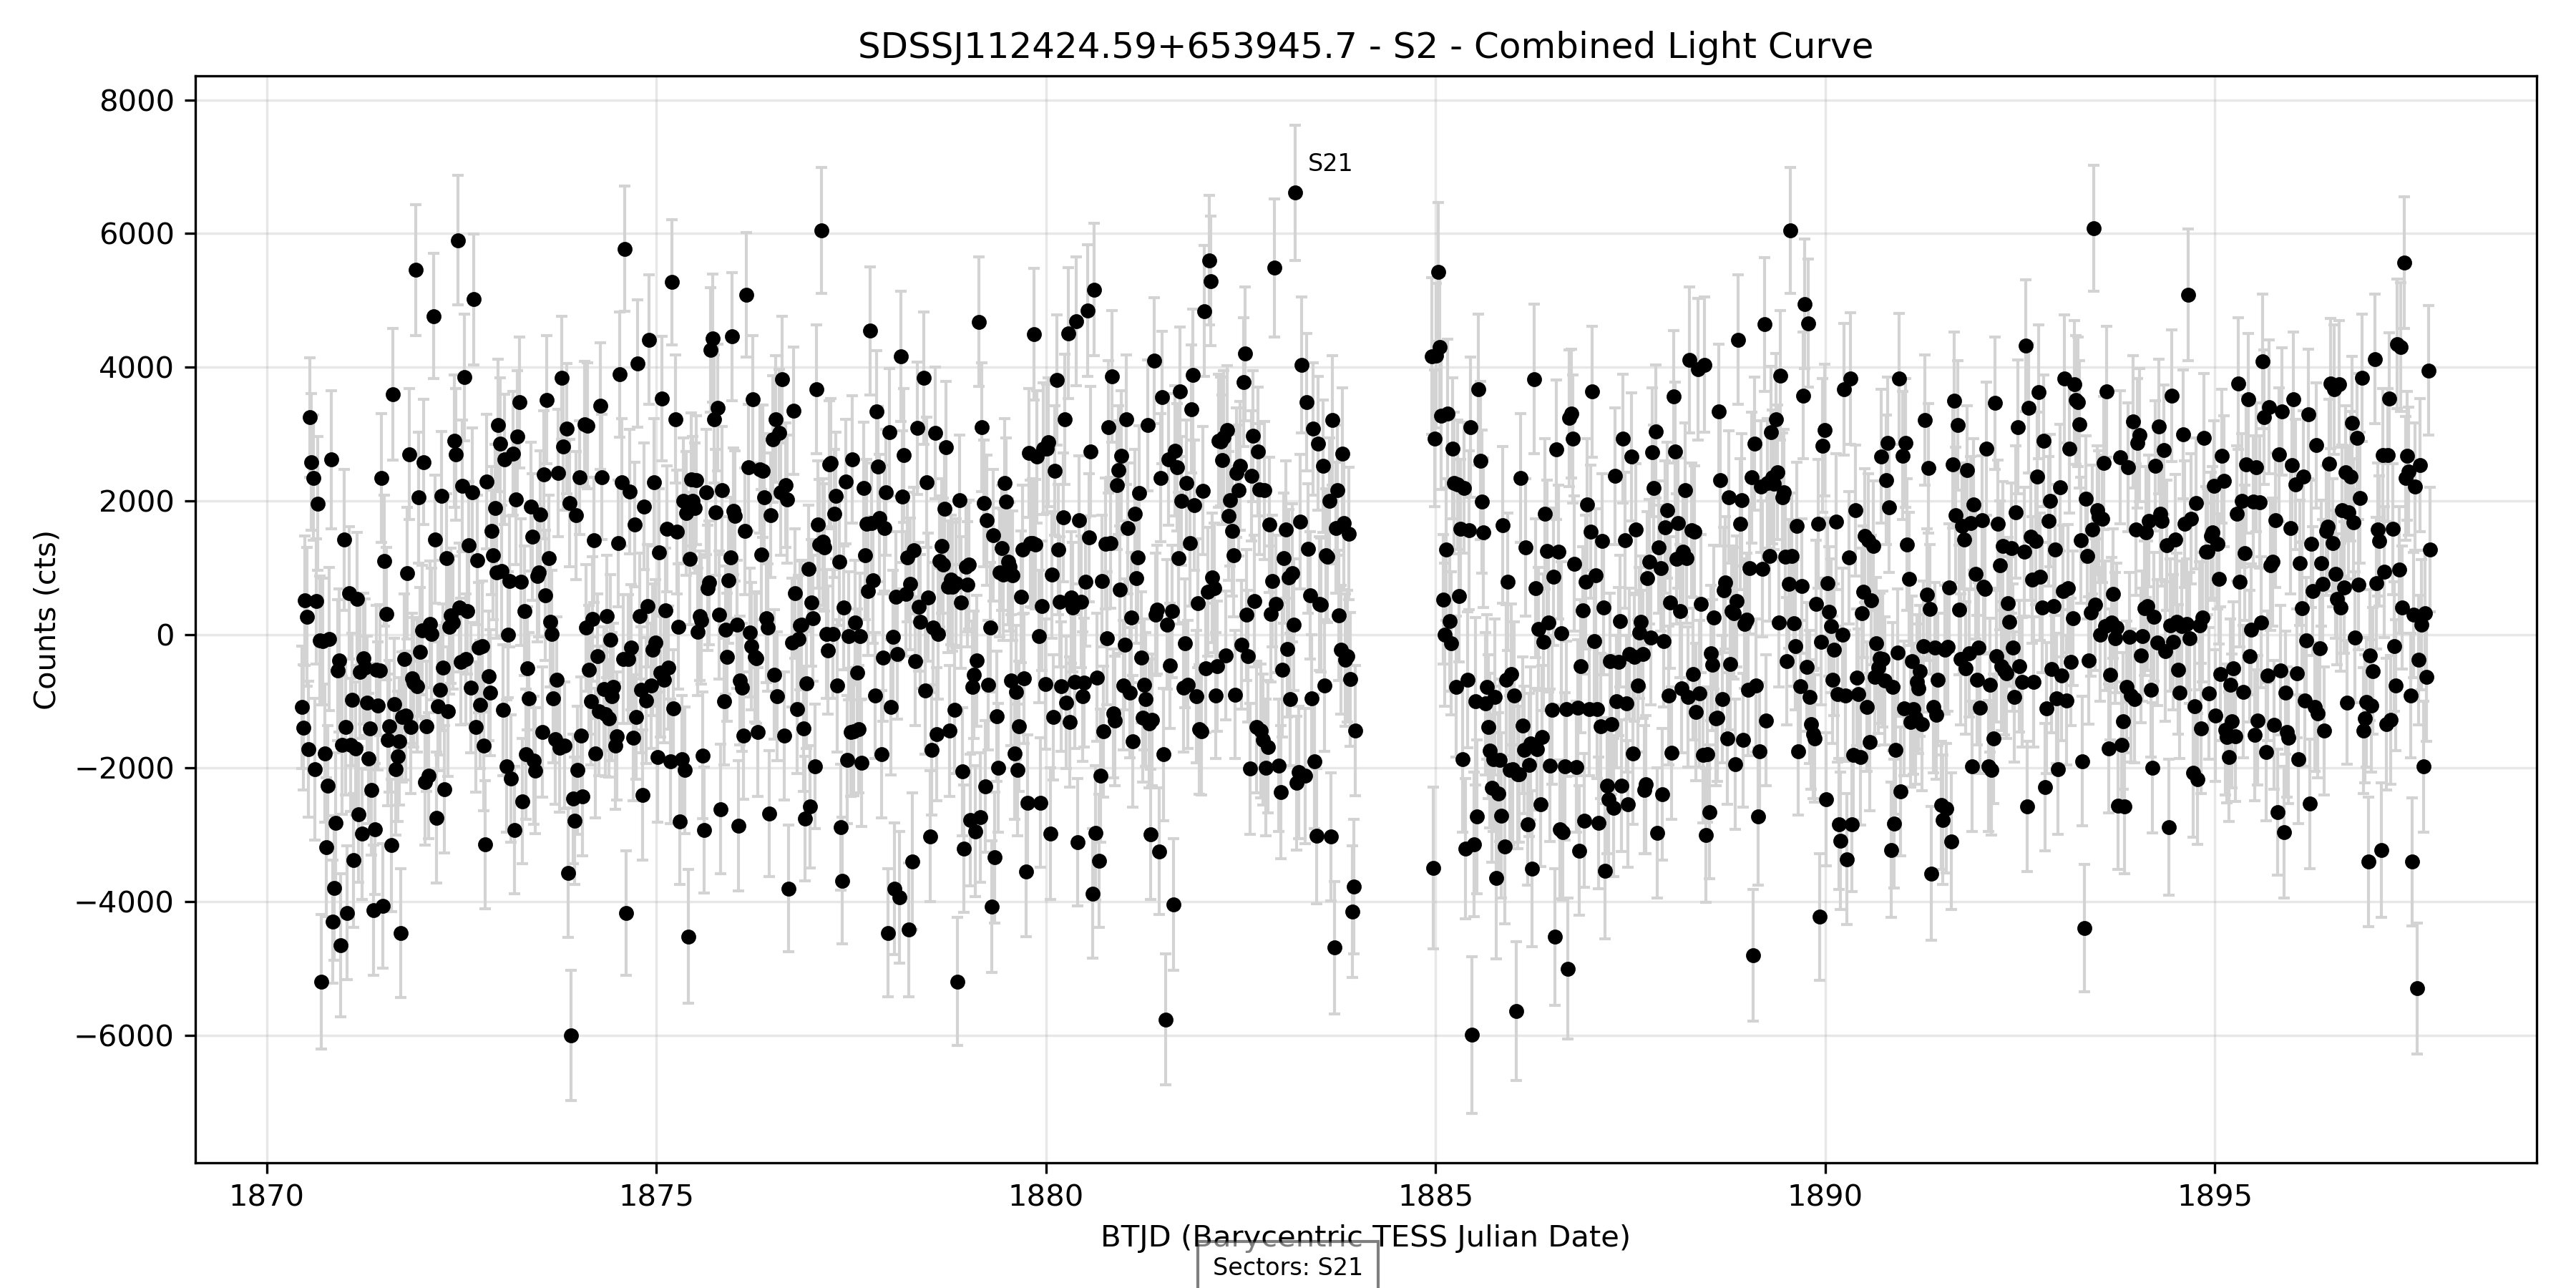 SDSSJ112424.59+653945.7 - S2 - Combined Light Curve
8000
6000
4000
2000
0
−2000
−4000
−6000
Counts (cts)
S21
1870
1875
1880
1885
1890
1895
BTJD (Barycentric TESS Julian Date)
Sectors: S21